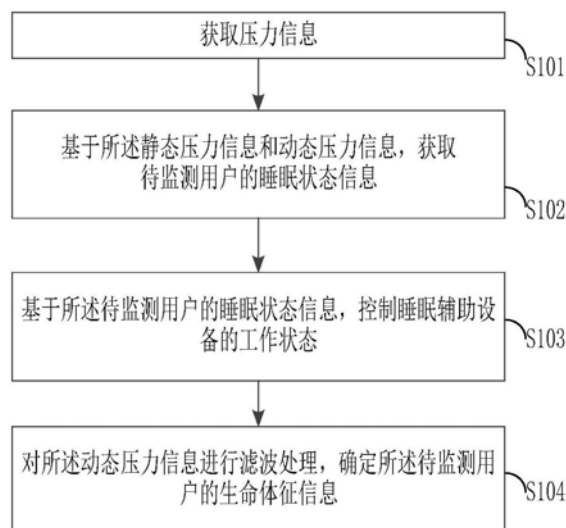 获取压力信息
S101
基于所述静态压力信息和动态压力信息，获取
待监测用户的睡眠状态信息
S102
基于所述待监测用户的睡眠状态信息，控制睡眠辅助设
备的工作状态
S103
对所述动态压力信息进行滤波处理，确定所述待监测用
户的生命体征信息
S104